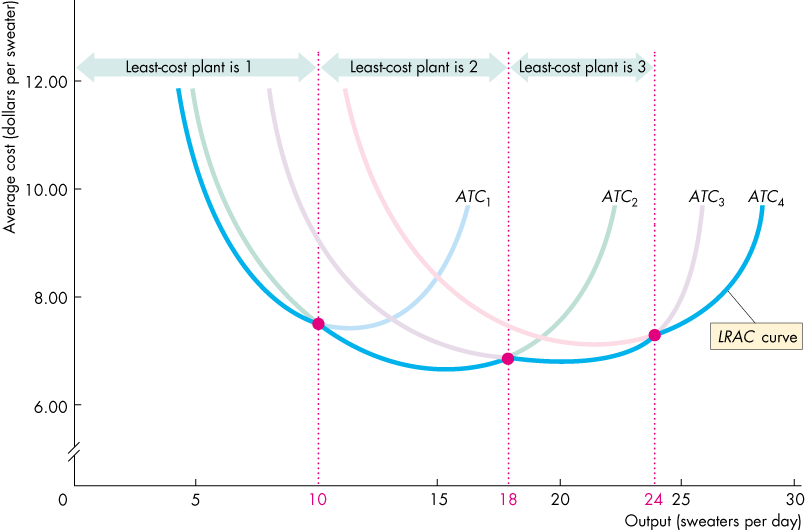 Average cost (dollars per sweater)
Least-cost plant is 1
Least-cost plant is 2
Least-cost plant is 3
12.00
10.00
8.00
6.00
ATC1
ATC2
ATC3
ATC4
LRAC curve
0
5
10
15
18
20
24
25
30
Output (sweaters per day)